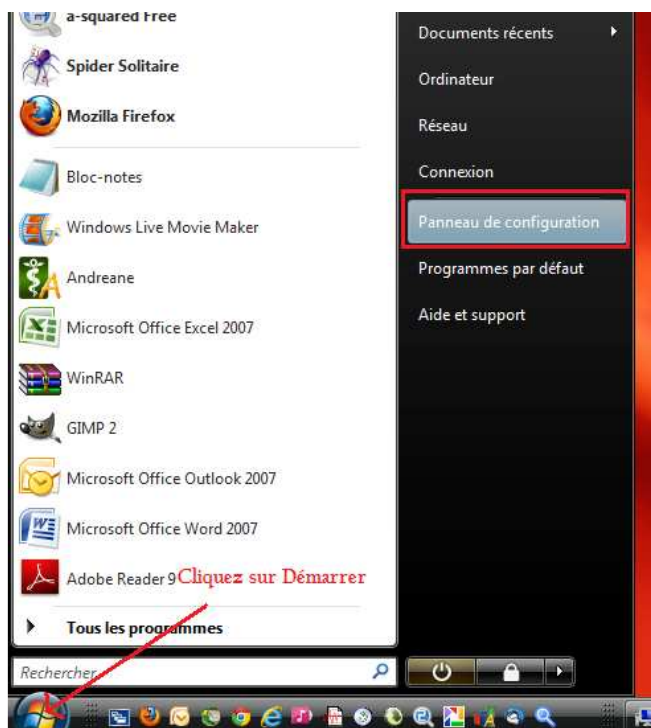 a-squared Free
Spider Solitaire
Mozilla Firefox
Bloc-notes
Windows Live Movie Maker
Andreane
Microsoft Office Excel 2007
WinRAR
GIMP 2
Microsoft Office Outlook 2007
Microsoft Office Word 2007
Adobe Reader 9
Cliquez sur Démarrer
Tous les programmes
Rechercher
Documents récents
Ordinateur
Réseau
Connexion
Panneau de configuration
Programmes par défaut
Aide et support